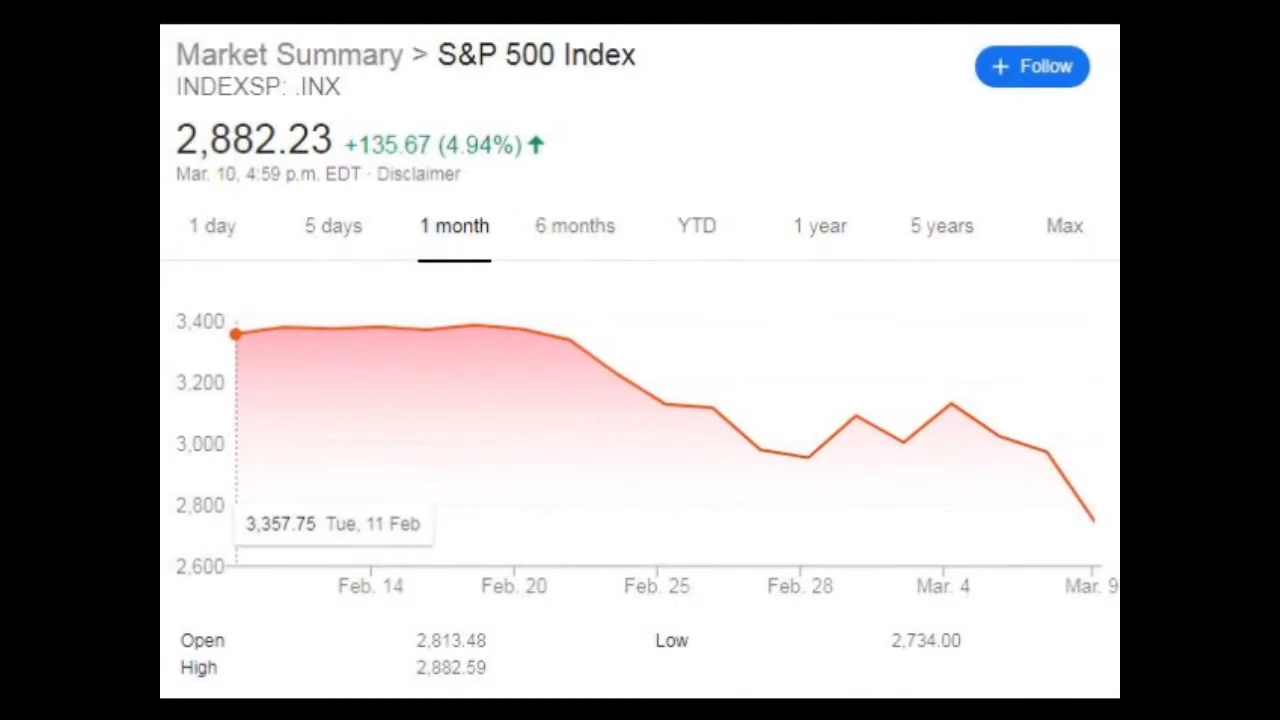 Market Summary > S&P 500 Index
+ Follow
INDEXSP: .INX
2,882.23 +135.67 (4.94%) ↑
Mar. 10, 4:59 p.m. EDT · Disclaimer
1 day 5 days 1 month 6 months YTD 1 year 5 years Max
3,400
3,200
3,000
2,800
3,357.75 Tue, 11 Feb
2,600
Feb. 14 Feb. 20 Feb. 25 Feb. 28 Mar. 4 Mar. 9
Open 2,813.48 Low 2,734.00
High 2,882.59